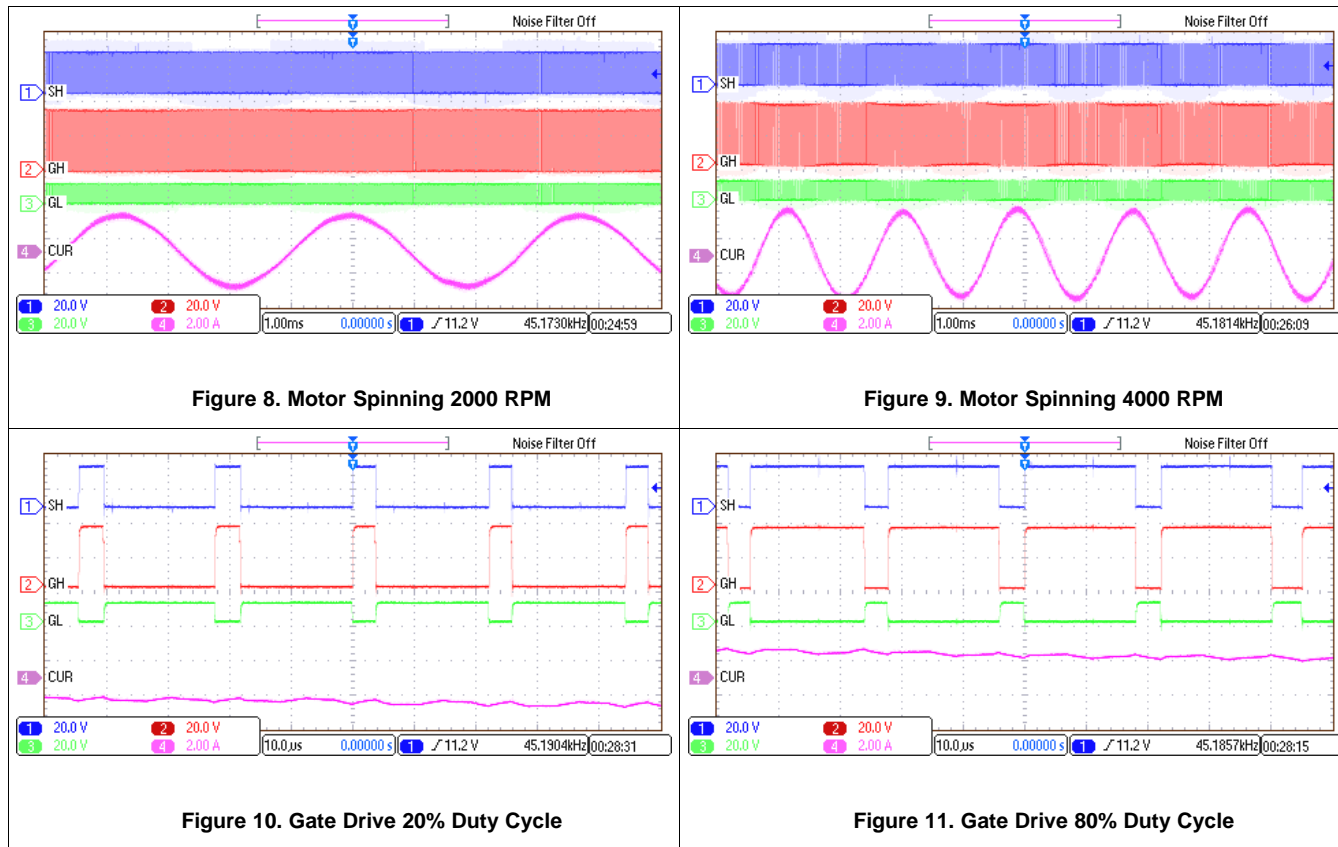 Noise Filter Off
T
T
1 SH
2 GH
3 GL
4 CUR
1 20.0 V 2 20.0 V
3 20.0 V 4 2.00 A
1.00ms 0.00000 s 1 11.2 V 45.1730kHz 00:24:59
Figure 8. Motor Spinning 2000 RPM
Noise Filter Off
T
T
1 SH
2 GH
3 GL
4 CUR
1 20.0 V 2 20.0 V
3 20.0 V 4 2.00 A
1.00ms 0.00000 s 1 11.2 V 45.1814kHz 00:26:09
Figure 9. Motor Spinning 4000 RPM
Noise Filter Off
T
T
1 SH
2 GH
3 GL
4 CUR
1 20.0 V 2 20.0 V
3 20.0 V 4 2.00 A
10.0µs 0.00000 s 1 11.2 V 45.1904kHz 00:28:31
Figure 10. Gate Drive 20% Duty Cycle
Noise Filter Off
T
T
1 SH
2 GH
3 GL
4 CUR
1 20.0 V 2 20.0 V
3 20.0 V 4 2.00 A
10.0µs 0.00000 s 1 11.2 V 45.1857kHz 00:28:15
Figure 11. Gate Drive 80% Duty Cycle